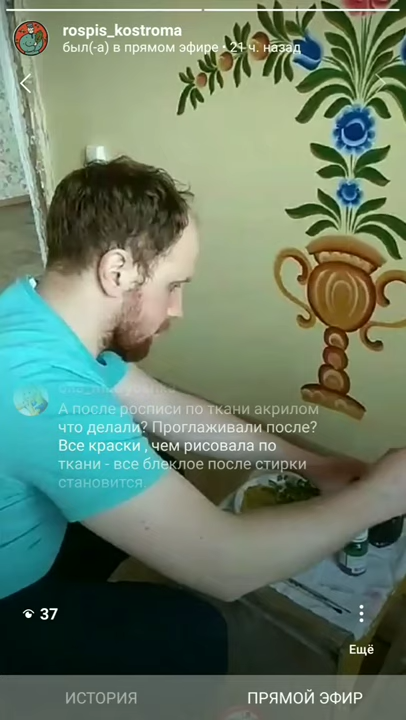 rospis_kostroma
был(-а) в прямом эфире • 21 ч. назад
А после росписи по ткани акрилом
что делали? Проглаживали после?
Все краски , чем рисовала по
ткани - все блеклое после стирки
становится
37
Ещё
ИСТОРИЯ
ПРЯМОЙ ЭФИР